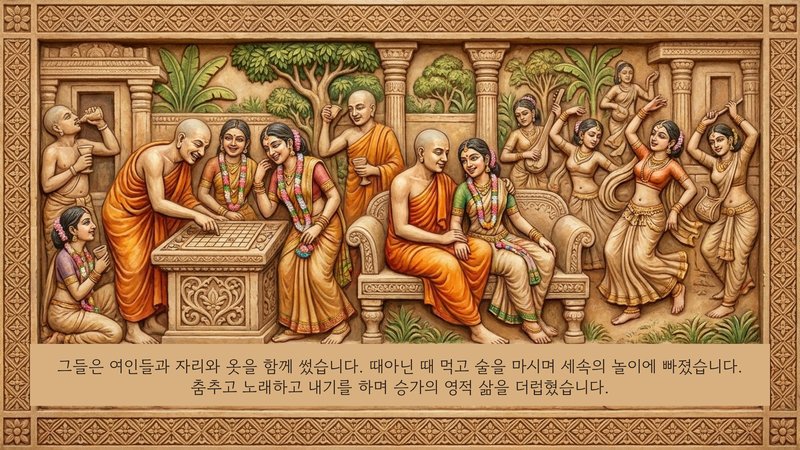 그들은 여인들과 자리와 옷을 함께 썼습니다. 때아닌 때 먹고 술을 마시며 세속의 놀이에 빠졌습니다.
춤추고 노래하고 내기를 하며 승가의 영적 삶을 더럽혔습니다.